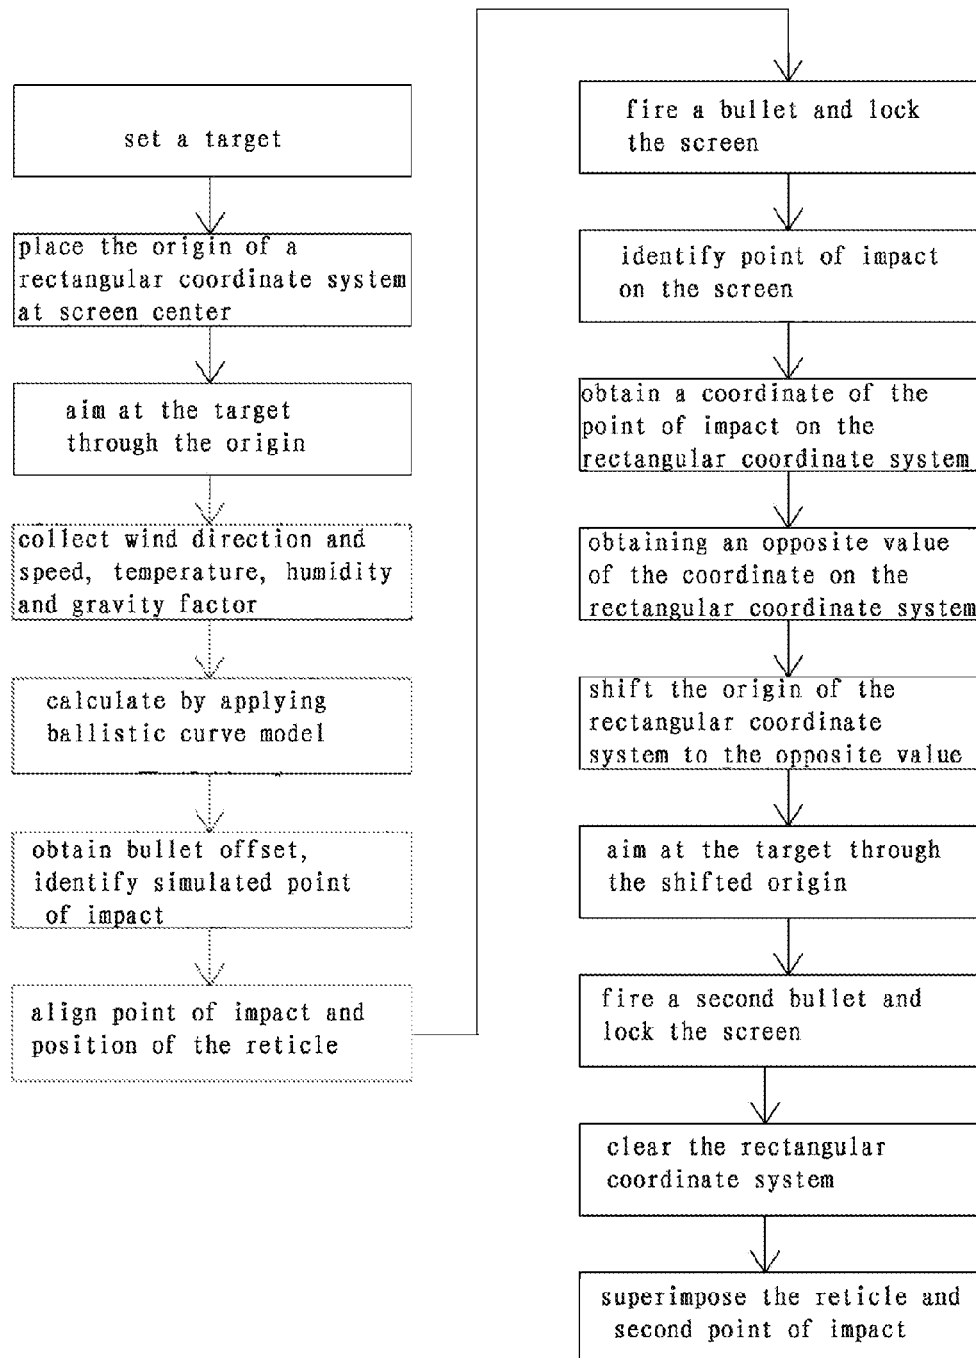 set a target
place the origin of a
rectangular coordinate system
at screen center
aim at the target
through the origin
collect wind direction and
speed, temperature, humidity
and gravity factor
calculate by applying
ballistic curve model
obtain bullet offset,
identify simulated point
of impact
align point of impact and
position of the reticle
fire a bullet and lock
the screen
identify point of impact
on the screen
obtain a coordinate of the
point of impact on the
rectangular coordinate system
obtaining an opposite value
of the coordinate on the
rectangular coordinate system
shift the origin of the
rectangular coordinate
system to the opposite value
aim at the target through
the shifted origin
fire a second bullet and
lock the screen
clear the rectangular
coordinate system
superimpose the reticle and
second point of impact